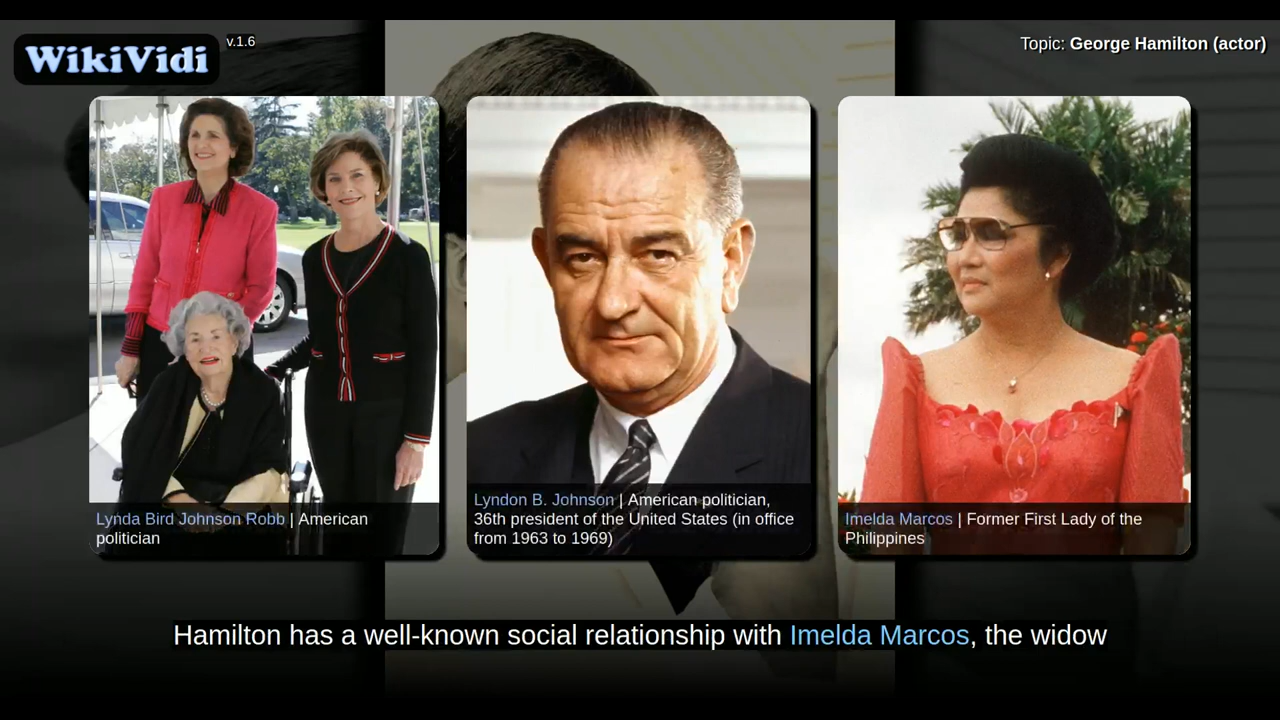 WikiVidi
v.1.6
Topic: George Hamilton (actor)
Lynda Bird Johnson Robb | American
politician
Lyndon B. Johnson | American politician,
36th president of the United States (in office
from 1963 to 1969)
Imelda Marcos | Former First Lady of the
Philippines
Hamilton has a well-known social relationship with Imelda Marcos, the widow